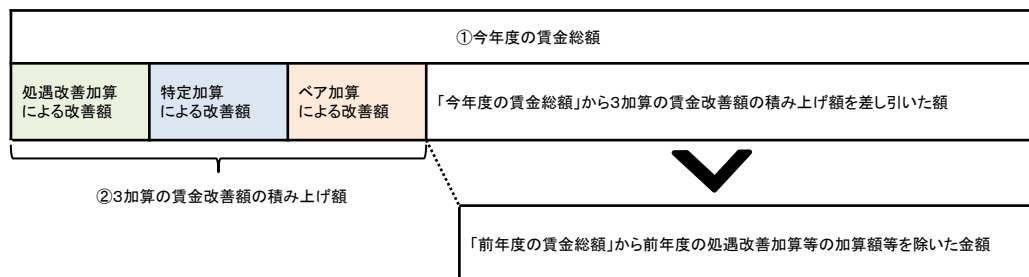 ①今年度の賃金総額
処遇改善加算
による改善額
特定加算
による改善額
ベア加算
による改善額
「今年度の賃金総額」から3加算の賃金改善額の積み上げ額を差し引いた額
②3加算の賃金改善額の積み上げ額
「前年度の賃金総額」から前年度の処遇改善加算等の加算額等を除いた金額